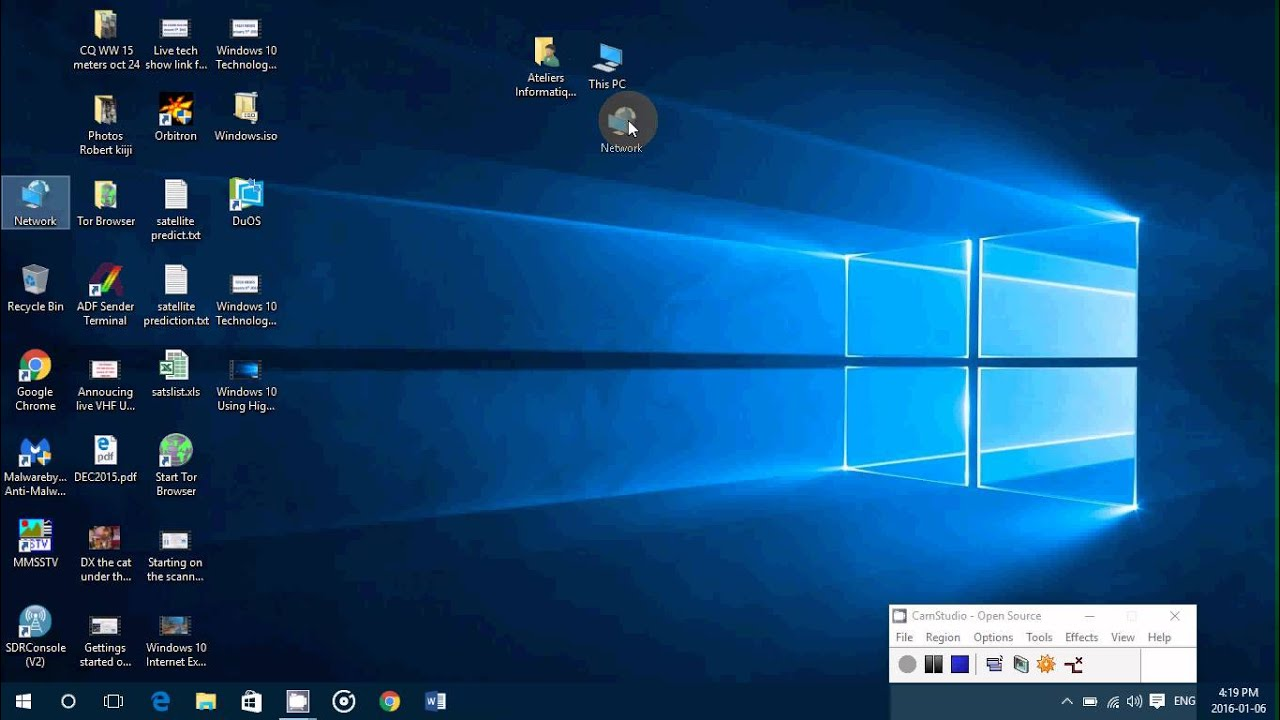 CQ WW 15
meters oct 24
Live tech
show link f...
Windows 10
Technolog...
Ateliers
Informatiq...
This PC
Photos
Robert kiiji
Orbitron
ISO
Windows.iso
Network
Network
Tor Browser
satellite
predict.txt
DuOS
Recycle Bin
ADF Sender
Terminal
satellite
prediction.txt
Windows 10
Technolog...
Google
Chrome
Annoucing
live VHF U...
satslist.xls
Windows 10
Using Hig...
Malwareby...
Anti-Malw...
pdf
DEC2015.pdf
Start Tor
Browser
MMSSTV
DX the cat
under th...
Starting on
the scann...
SDRConsole
(V2)
Gettings
started o...
Windows 10
Internet Ex...
CamStudio - Open Source
File Region Options Tools Effects View Help
ENG
4:19 PM
2016-01-06